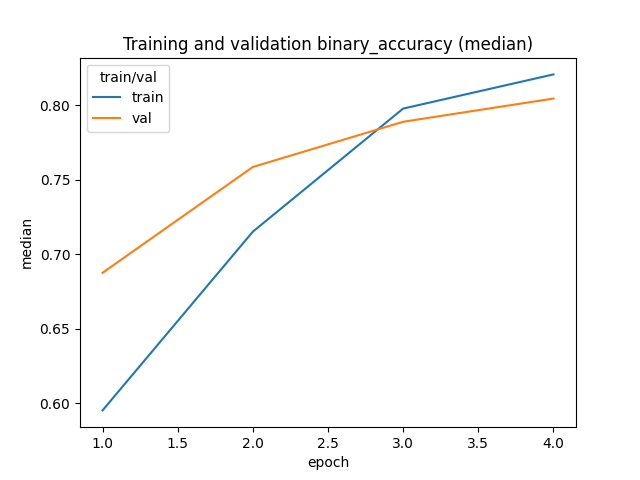 Training and validation binary_accuracy (median)
train/val
train
val
median
0.80
0.75
0.70
0.65
0.60
1.0 1.5 2.0 2.5 3.0 3.5 4.0
epoch